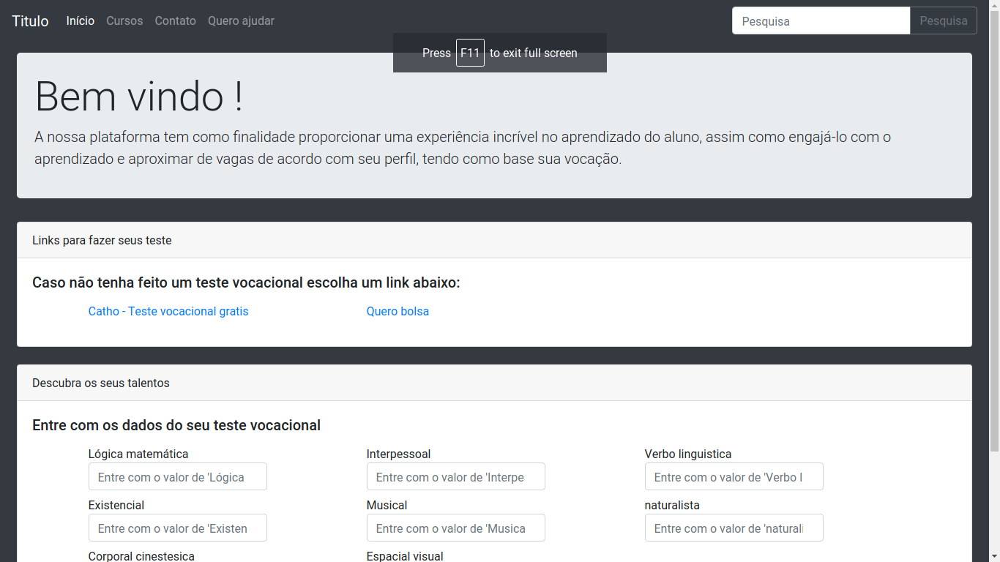 Titulo Início Cursos Contato Quero ajudar Pesquisa Pesquisa
Press F11 to exit full screen
Bem vindo !
A nossa plataforma tem como finalidade proporcionar uma experiência incrível no aprendizado do aluno, assim como engajá-lo com o
aprendizado e aproximar de vagas de acordo com seu perfil, tendo como base sua vocação.
Links para fazer seus teste
Caso não tenha feito um teste vocacional escolha um link abaixo:
Catho - Teste vocacional gratis Quero bolsa
Descubra os seus talentos
Entre com os dados do seu teste vocacional
Lógica matemática Interpessoal Verbo linguistica
Entre com o valor de 'Lógica Entre com o valor de 'Interpe Entre com o valor de 'Verbo l
Existencial Musical naturalista
Entre com o valor de 'Existen Entre com o valor de 'Musica Entre com o valor de 'naturali
Corporal cinestesica Espacial visual